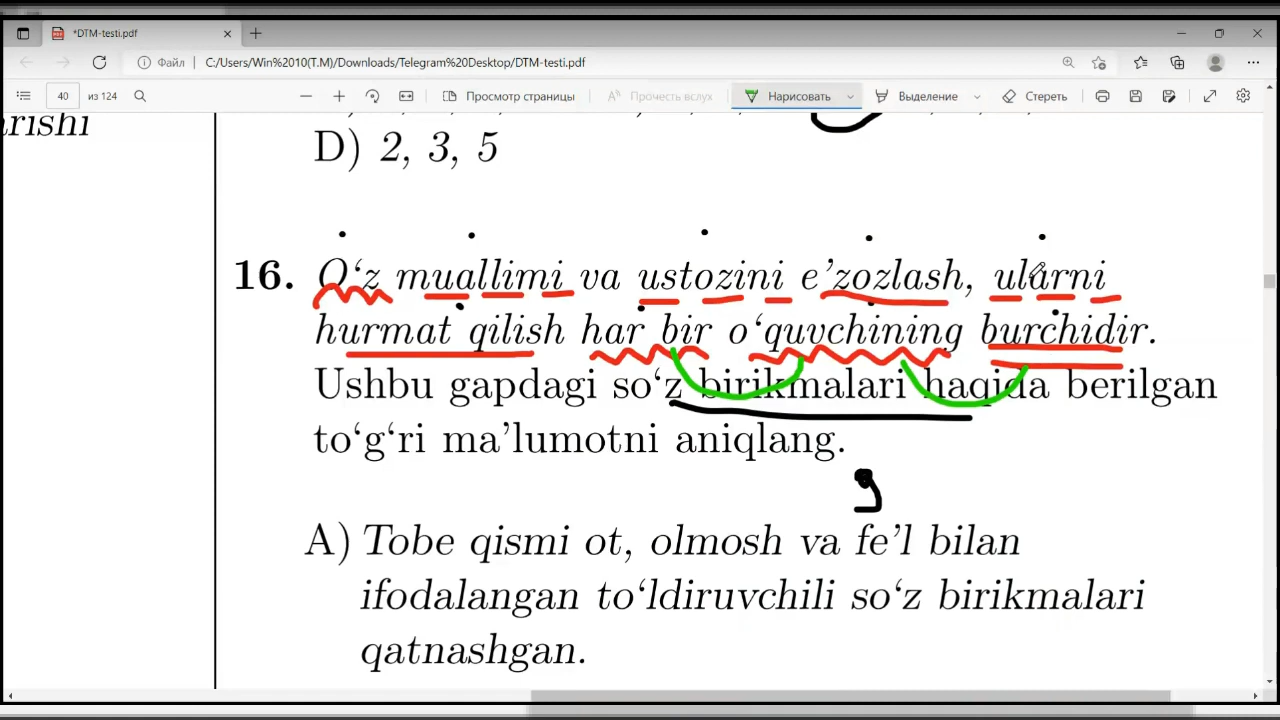 *DTM-testi.pdf
Файл C:/Users/Win%2010(T.M)/Downloads/Telegram%20Desktop/DTM-testi.pdf
40 из 124 Просмотр страницы Прочесть вслух Нарисовать Выделение Стереть
arishi
D) 2, 3, 5
16. O‘z muallimi va ustozini e’zozlash, ularni
hurmat qilish har bir o‘quvchining burchidir.
Ushbu gapdagi so‘z birikmalari haqida berilgan
to‘g‘ri ma’lumotni aniqlang.
A) Tobe qismi ot, olmosh va fe’l bilan
ifodalangan to‘ldiruvchili so‘z birikmalari
qatnashgan.